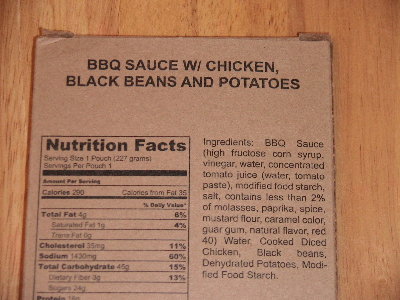 BBQ SAUCE W/ CHICKEN,
BLACK BEANS AND POTATOES
Nutrition Facts
Serving Size 1 Pouch (227 grams)
Servings Per Pouch 1
Amount Per Serving
Calories 290 Calories from Fat 35
% Daily Value*
Total Fat 4g 6%
Saturated Fat 1g 4%
Trans Fat 0g
Cholesterol 35mg 11%
Sodium 1430mg 60%
Total Carbohydrate 45g 15%
Dietary Fiber 3g 13%
Sugars 24g
Protein
Ingredients: BBQ Sauce
(high fructose corn syrup,
vinegar, water, concentrated
tomato juice (water, tomato
paste), modified food starch,
salt, contains less than 2%
of molasses, paprika, spice,
mustard flour, caramel color,
guar gum, natural flavor, red
40) Water, Cooked Diced
Chicken, Black beans,
Dehydrated Potatoes, Modi-
fied Food Starch.